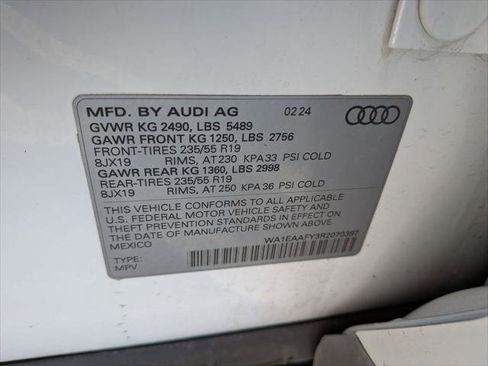 MFD. BY AUDI AG 02 24
GVWR KG 2490, LBS 5489
GAWR FRONT KG 1250, LBS 2756
FRONT-TIRES 235/55 R19
8JX19 RIMS, AT 230 KPA 33 PSI COLD
GAWR REAR KG 1360, LBS 2998
REAR-TIRES 235/55 R19
8JX19 RIMS, AT 250 KPA 36 PSI COLD
THIS VEHICLE CONFORMS TO ALL APPLICABLE
U.S. FEDERAL MOTOR VEHICLE SAFETY AND
THEFT PREVENTION STANDARDS IN EFFECT ON
THE DATE OF MANUFACTURE SHOWN ABOVE.
MEXICO
WA1EAAFY3R2070397
TYPE:
MPV